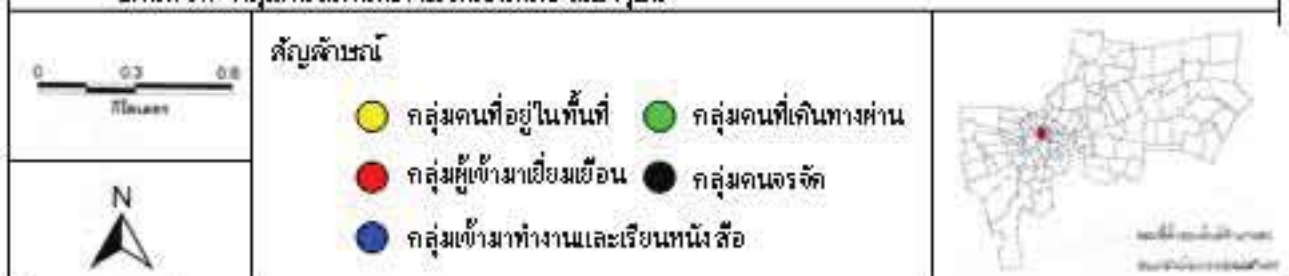 0 0.3 0.6
กิโลเมตร
N
สัญลักษณ์
กลุ่มคนที่อยู่ในพื้นที่
กลุ่มคนที่เดินทางผ่าน
กลุ่มผู้เข้ามาเยี่ยมเยือน
กลุ่มคนจรจัด
กลุ่มเข้ามาทำงานและเรียนหนังสือ